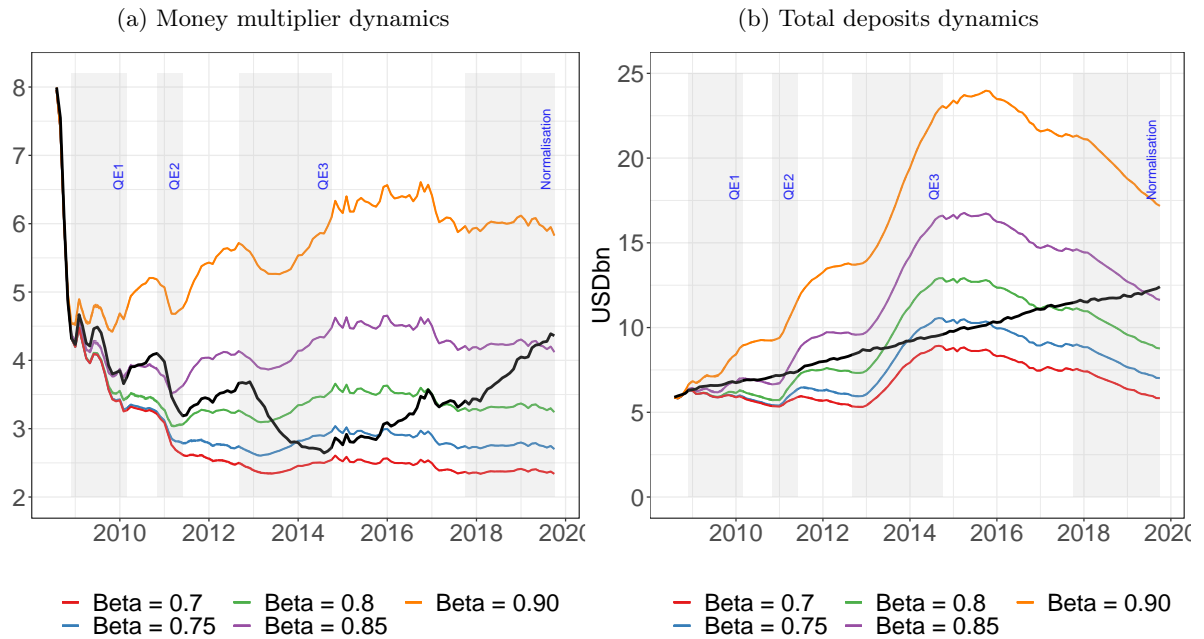 (a) Money multiplier dynamics
8
7
6
5
4
3
2
QE1
QE2
QE3
Normalisation
2010 2012 2014 2016 2018 202
Beta = 0.7 Beta = 0.8 Beta = 0.90
Beta = 0.75 Beta = 0.85
(b) Total deposits dynamics
USDbn
25
20
15
10
5
0
QE1
QE2
QE3
Normalisation
2010 2012 2014 2016 2018 202
Beta = 0.7 Beta = 0.8 Beta = 0.90
Beta = 0.75 Beta = 0.85